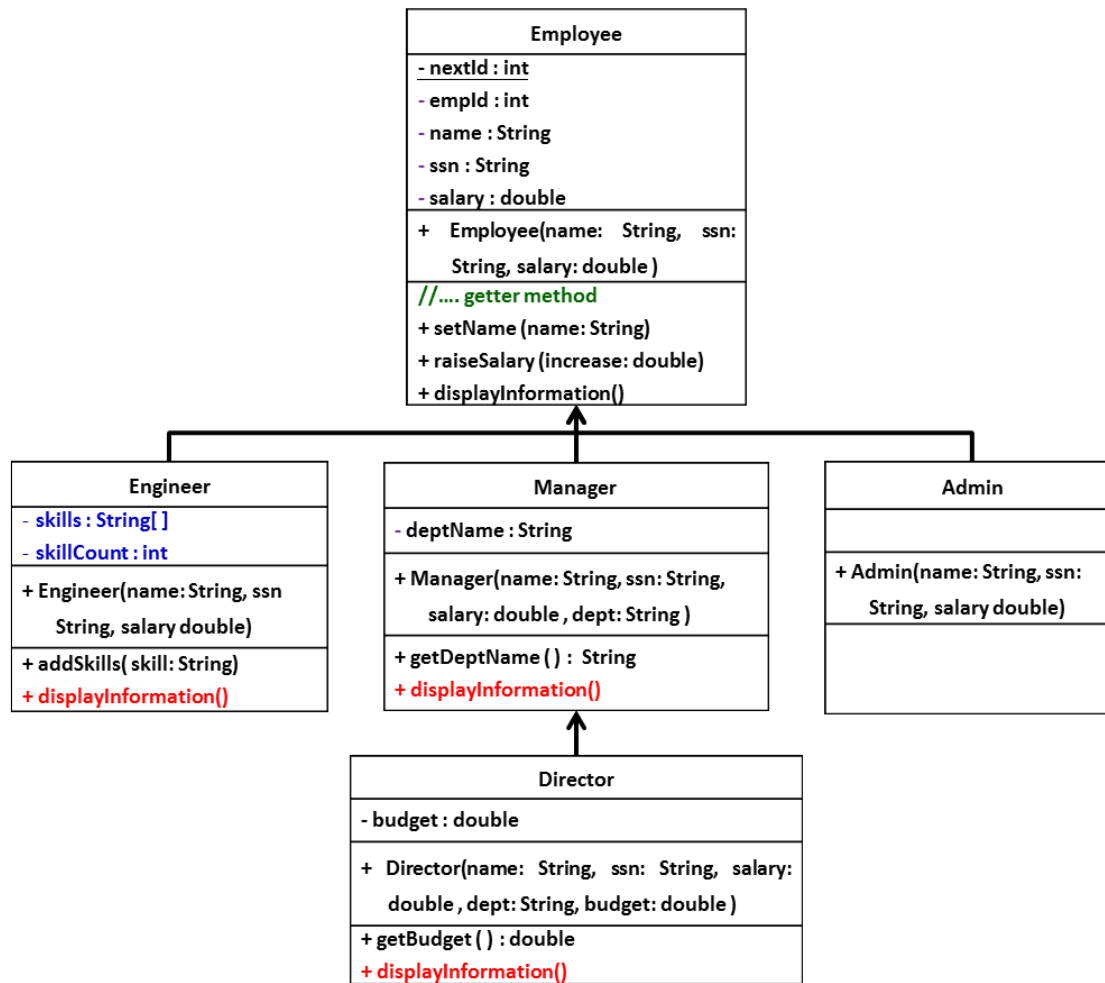 Employee
- nextId : int
- empId : int
- name : String
- ssn : String
- salary : double
+ Employee(name: String, ssn:
String, salary: double )
//.... getter method
+ setName (name: String)
+ raiseSalary (increase: double)
+ displayInformation()
Engineer
- skills : String[ ]
- skillCount : int
+ Engineer(name: String, ssn
String, salary double)
+ addSkills( skill: String)
+ displayInformation()
Manager
- deptName : String
+ Manager(name: String, ssn: String,
salary: double , dept: String )
+ getDeptName ( ) : String
+ displayInformation()
Admin
+ Admin(name: String, ssn:
String, salary double)
Director
- budget : double
+ Director(name: String, ssn: String, salary:
double , dept: String, budget: double )
+ getBudget ( ) : double
+ displayInformation()